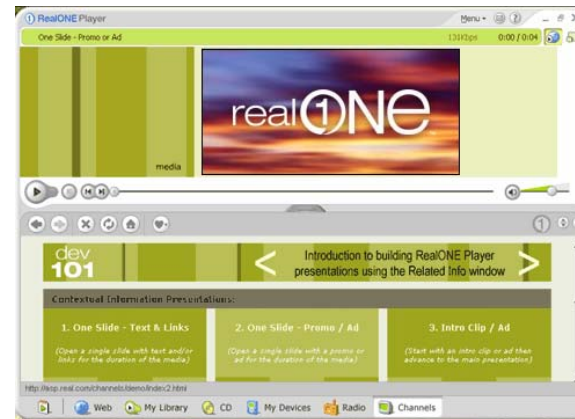 RealONE Player
Menu
One Slide - Promo or Ad
131Kbps 0:00 / 0:04
real ONE
media
dev
101
< Introduction to building RealONE Player >
presentations using the Related Info window
Contextual Information Presentations:
1. One Slide - Text & Links
2. One Slide - Promo / Ad
3. Intro Clip / Ad
(Open a single slide with text and/or
links for the duration of the media)
(Open a single slide with a promo or
ad for the duration of the media)
(Start with an intro clip or ad then
advance to the main presentation)
http://asp.real.com/channels/demo/index2.html
Web My Library CD My Devices Radio Channels